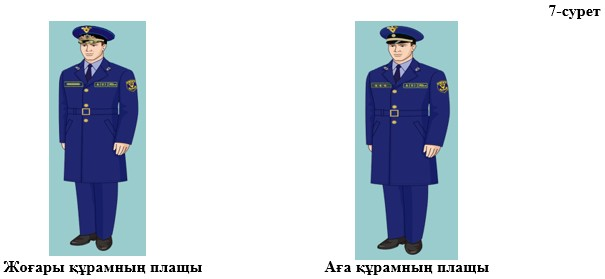 7-сурет
Жоғары құрамның плащы
Аға құрамның плащы